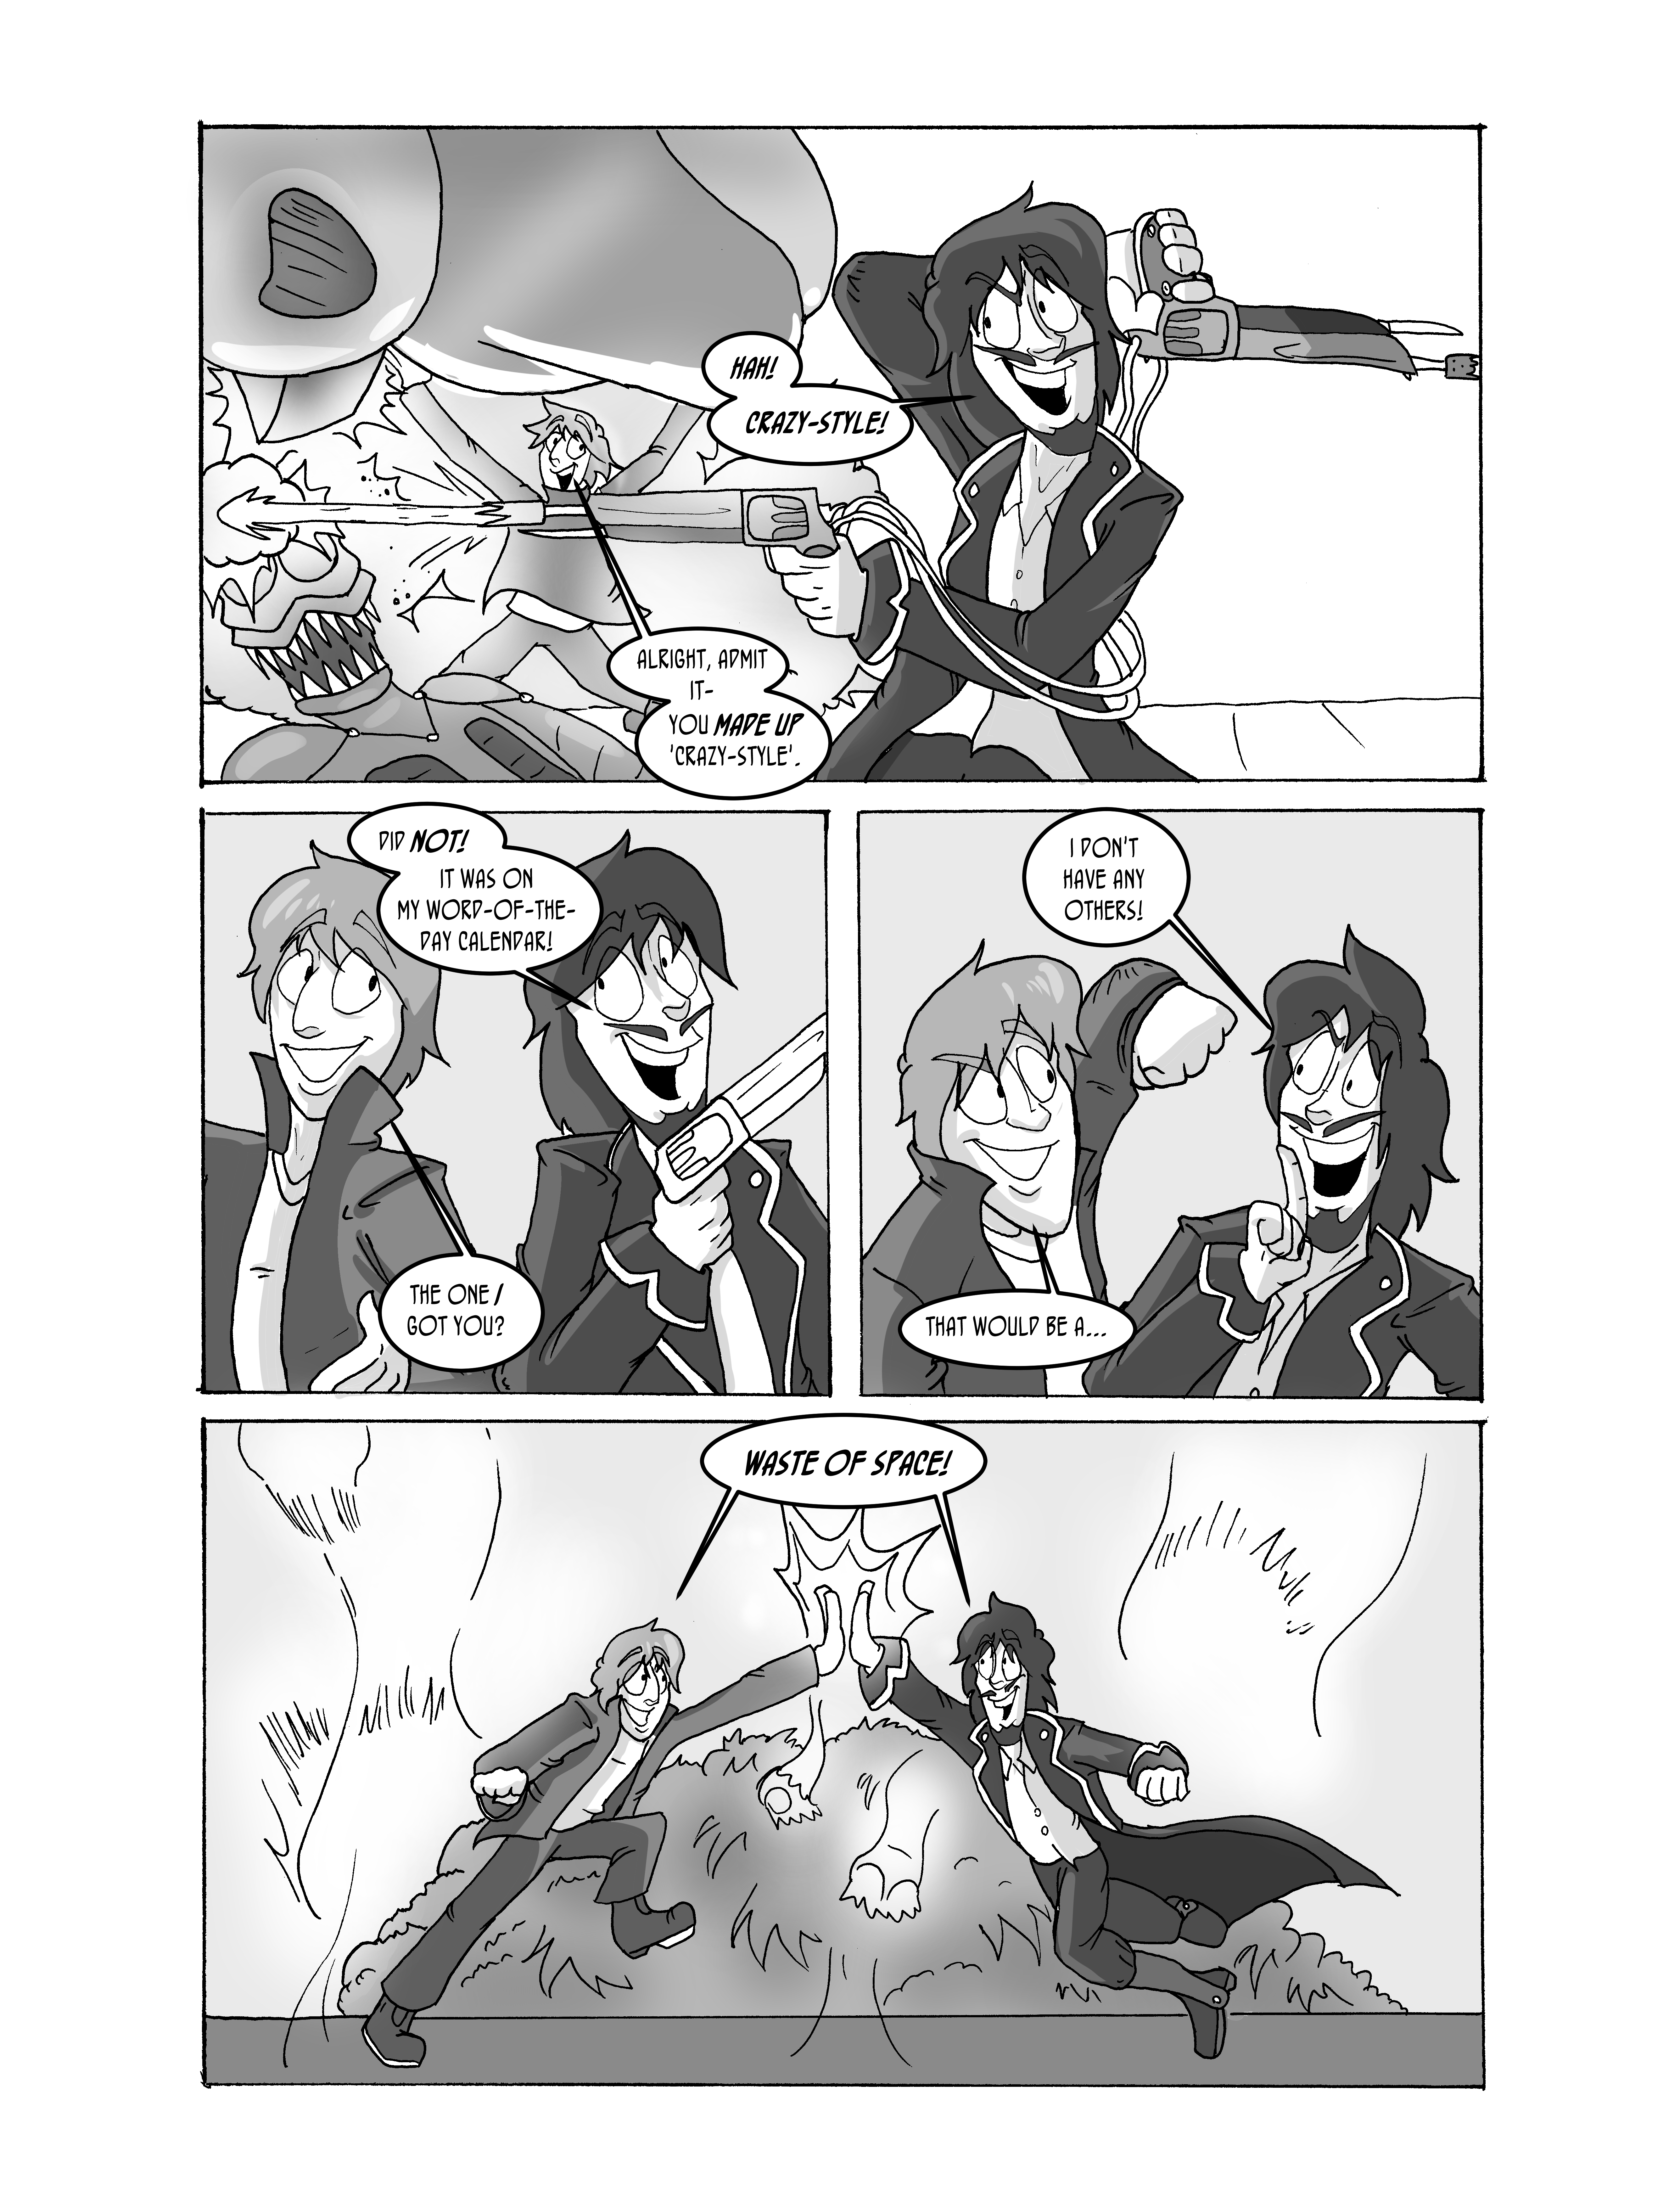 HAH!
CRAZY-STYLE!
ALRIGHT, ADMIT
IT-
YOU MADE UP
'CRAZY-STYLE'.
DID NOT!
IT WAS ON
MY WORD-OF-THE-
DAY CALENDAR!
THE ONE I
GOT YOU?
I DON'T
HAVE ANY
OTHERS!
THAT WOULD BE A...
WASTE OF SPACE!